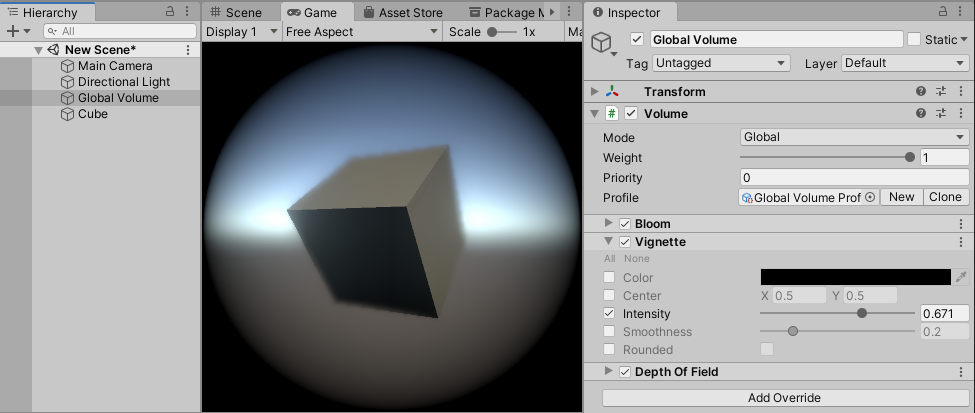 Hierarchy
All
New Scene*
Main Camera
Directional Light
Global Volume
Cube
Scene
Game
Asset Store
Package M
Display 1
Free Aspect
Scale
1x
Ma
Inspector
Global Volume
Static
Tag
Untagged
Layer
Default
Transform
#
Volume
Mode
Global
Weight
1
Priority
0
Profile
Global Volume Prof
New
Clone
Bloom
Vignette
All None
Color
Center
X 0.5 Y 0.5
Intensity
0.671
Smoothness
0.2
Rounded
Depth Of Field
Add Override